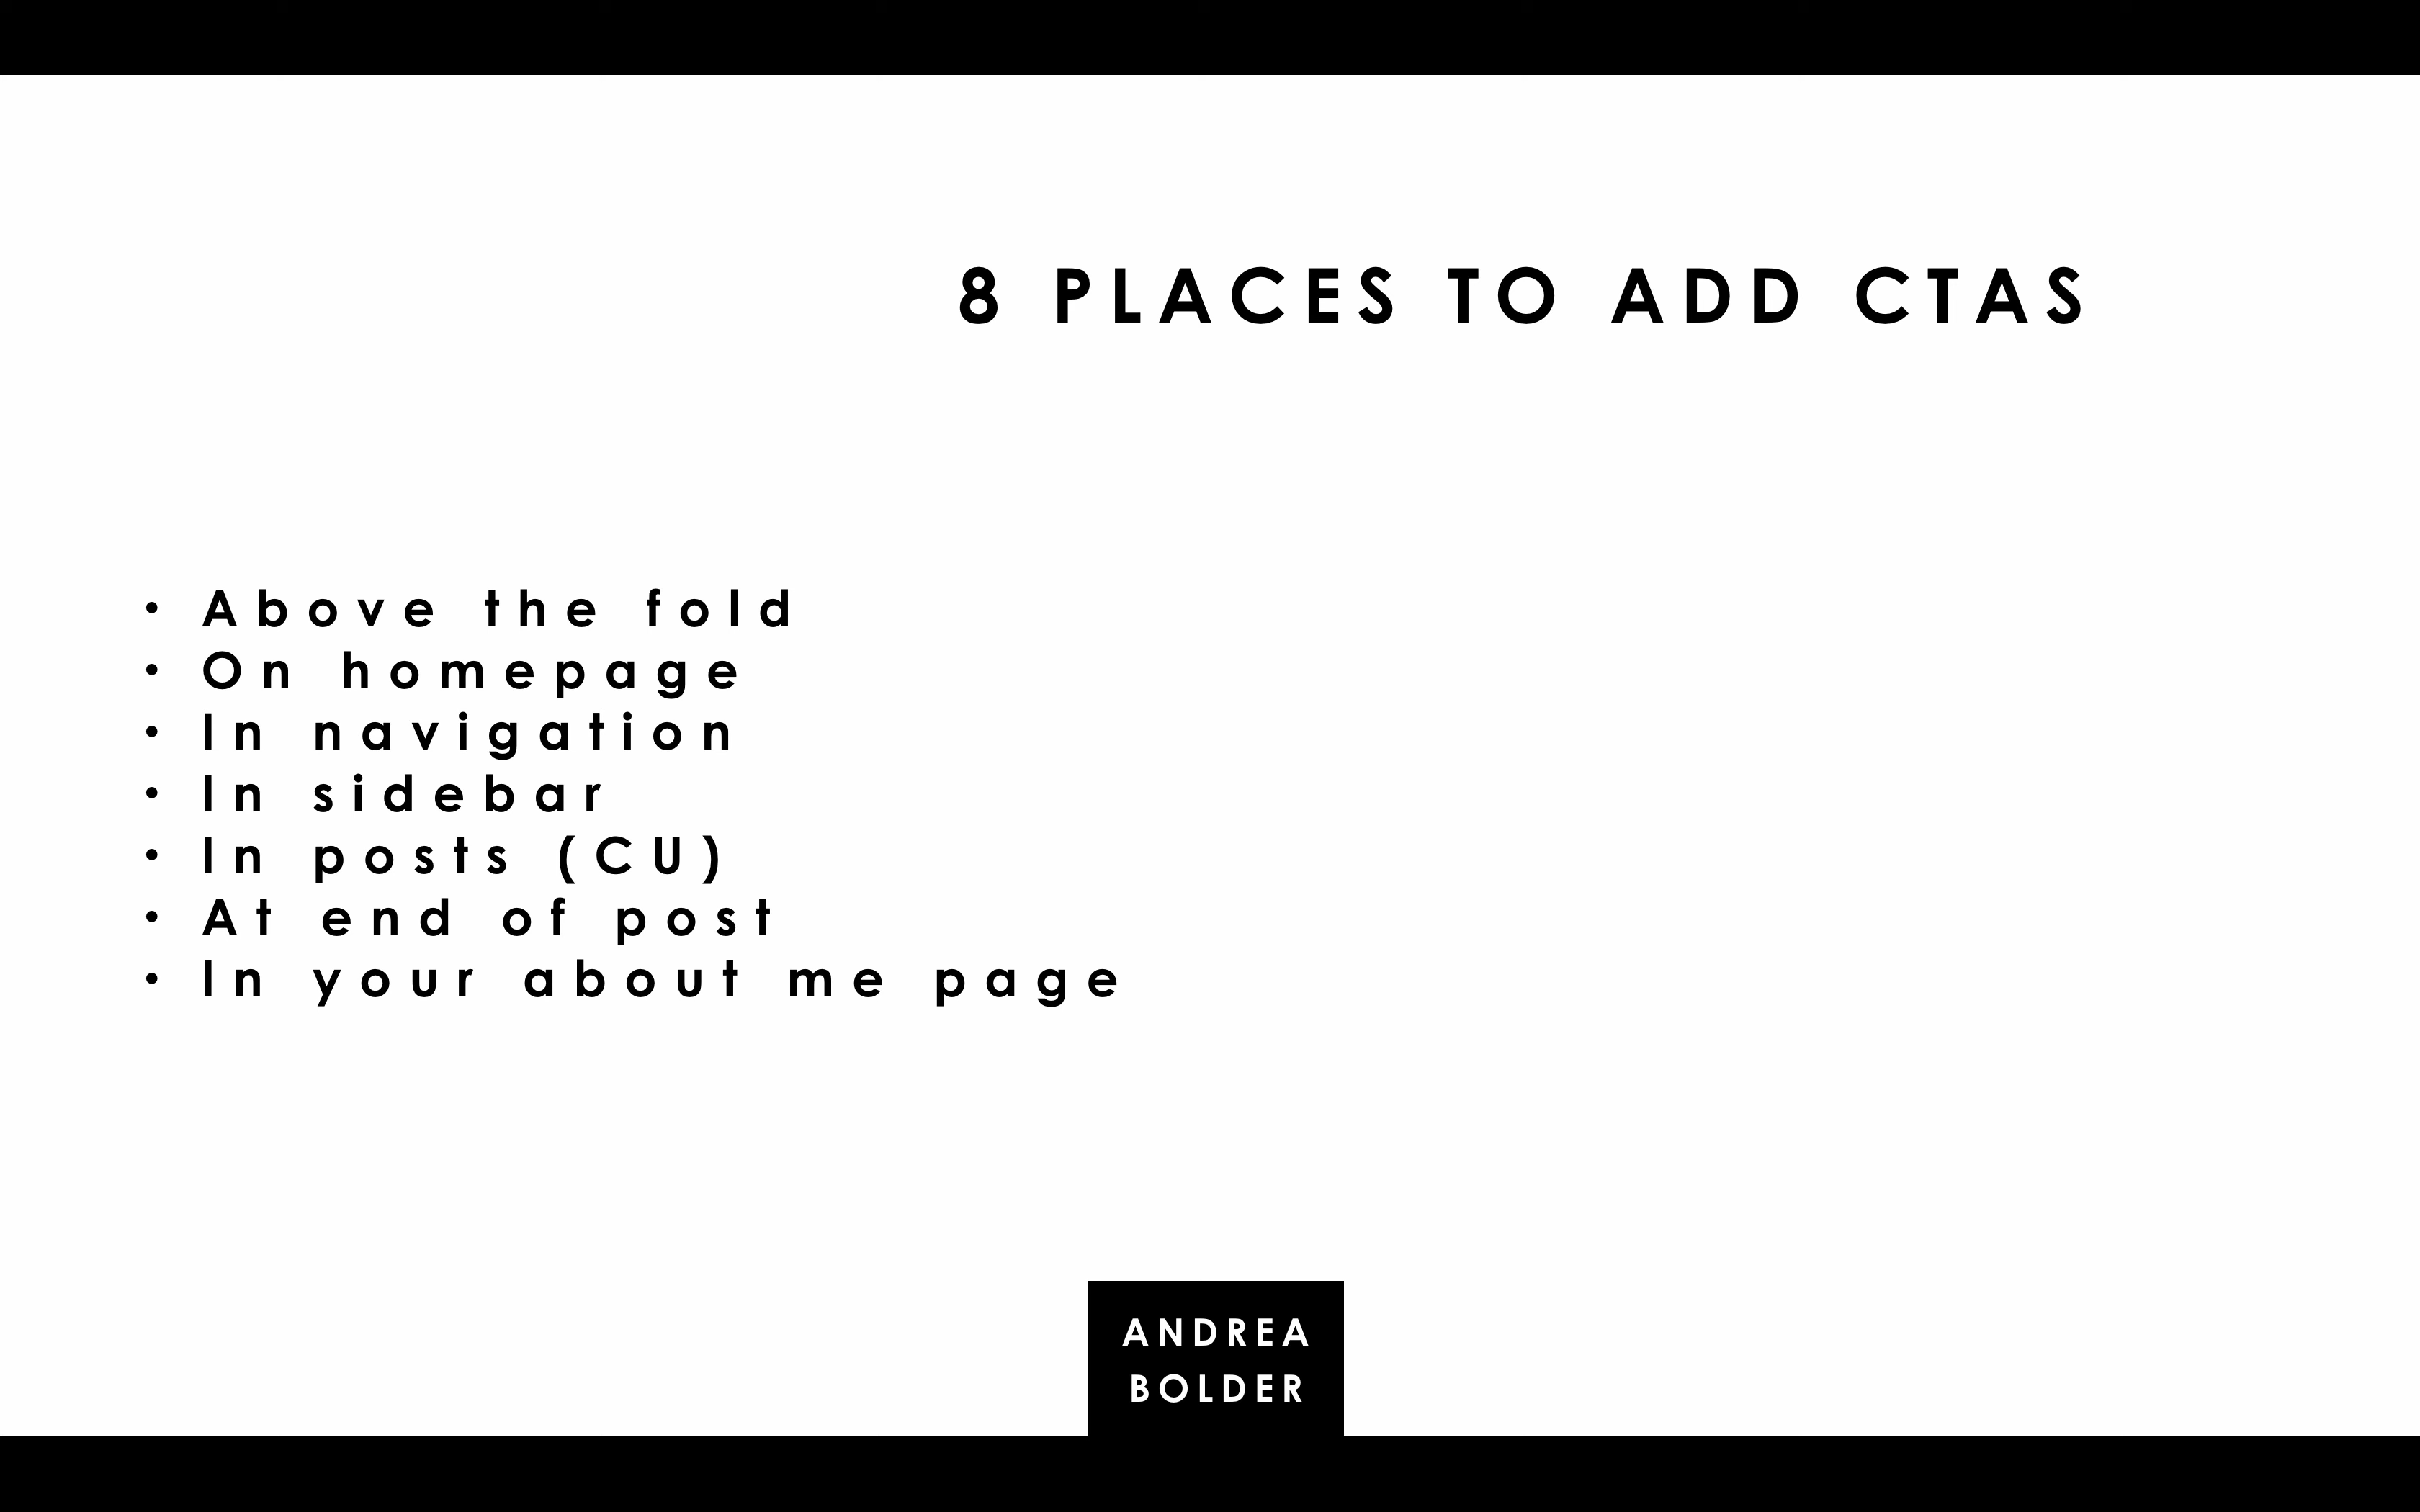 8 PLACES TO ADD CTAS
• Above the fold
• On homepage
• In navigation
• In sidebar
• In posts (CU)
• At end of post
• In your about me page
ANDREA
BOLDER